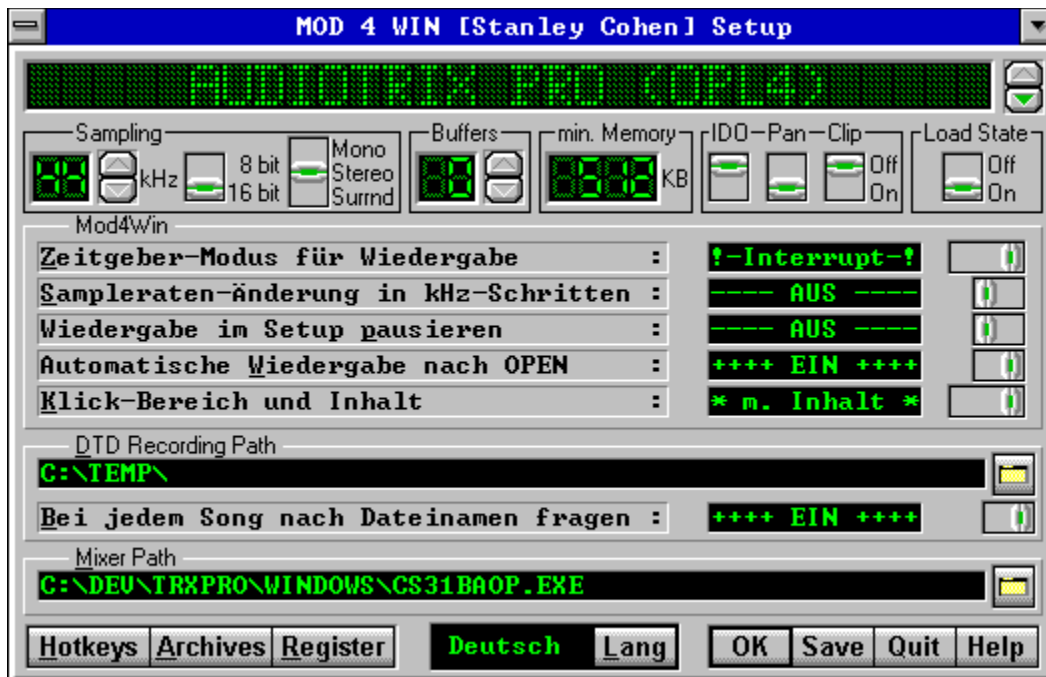 MOD 4 WIN [Stanley Cohen] Setup
AUDIOTRIX PRO (OPL4)
Sampling Buffers min. Memory IDO Pan Clip Load State
44 kHz 8 bit 16 bit Mono Stereo Surrnd 0 512 KB Off On Off On
Mod4Win
Zeitgeber-Modus für Wiedergabe : !-Interrupt-!
Sampleraten-Änderung in kHz-Schritten : ---- AUS ----
Wiedergabe im Setup pausieren : ---- AUS ----
Automatische Wiedergabe nach OPEN : ++++ EIN ++++
Klick-Bereich und Inhalt : * m. Inhalt *
DTD Recording Path
C:\TEMP\
Bei jedem Song nach Dateinamen fragen : ++++ EIN ++++
Mixer Path
C:\DEV\TRXPRO\WINDOWS\CS31BAOP.EXE
Hotkeys Archives Register Deutsch Lang OK Save Quit Help